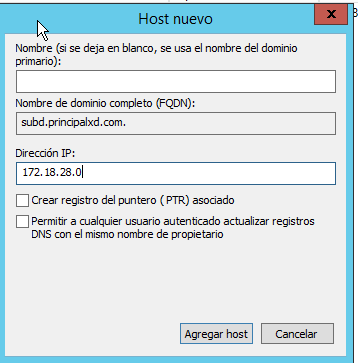 Host nuevo
x
Nombre (si se deja en blanco, se usa el nombre del dominio
primario):
Nombre de dominio completo (FQDN):
subd.principalxd.com.
Dirección IP:
172.18.28.0
Crear registro del puntero (PTR) asociado
Permitir a cualquier usuario autenticado actualizar registros
DNS con el mismo nombre de propietario
Agregar host
Cancelar